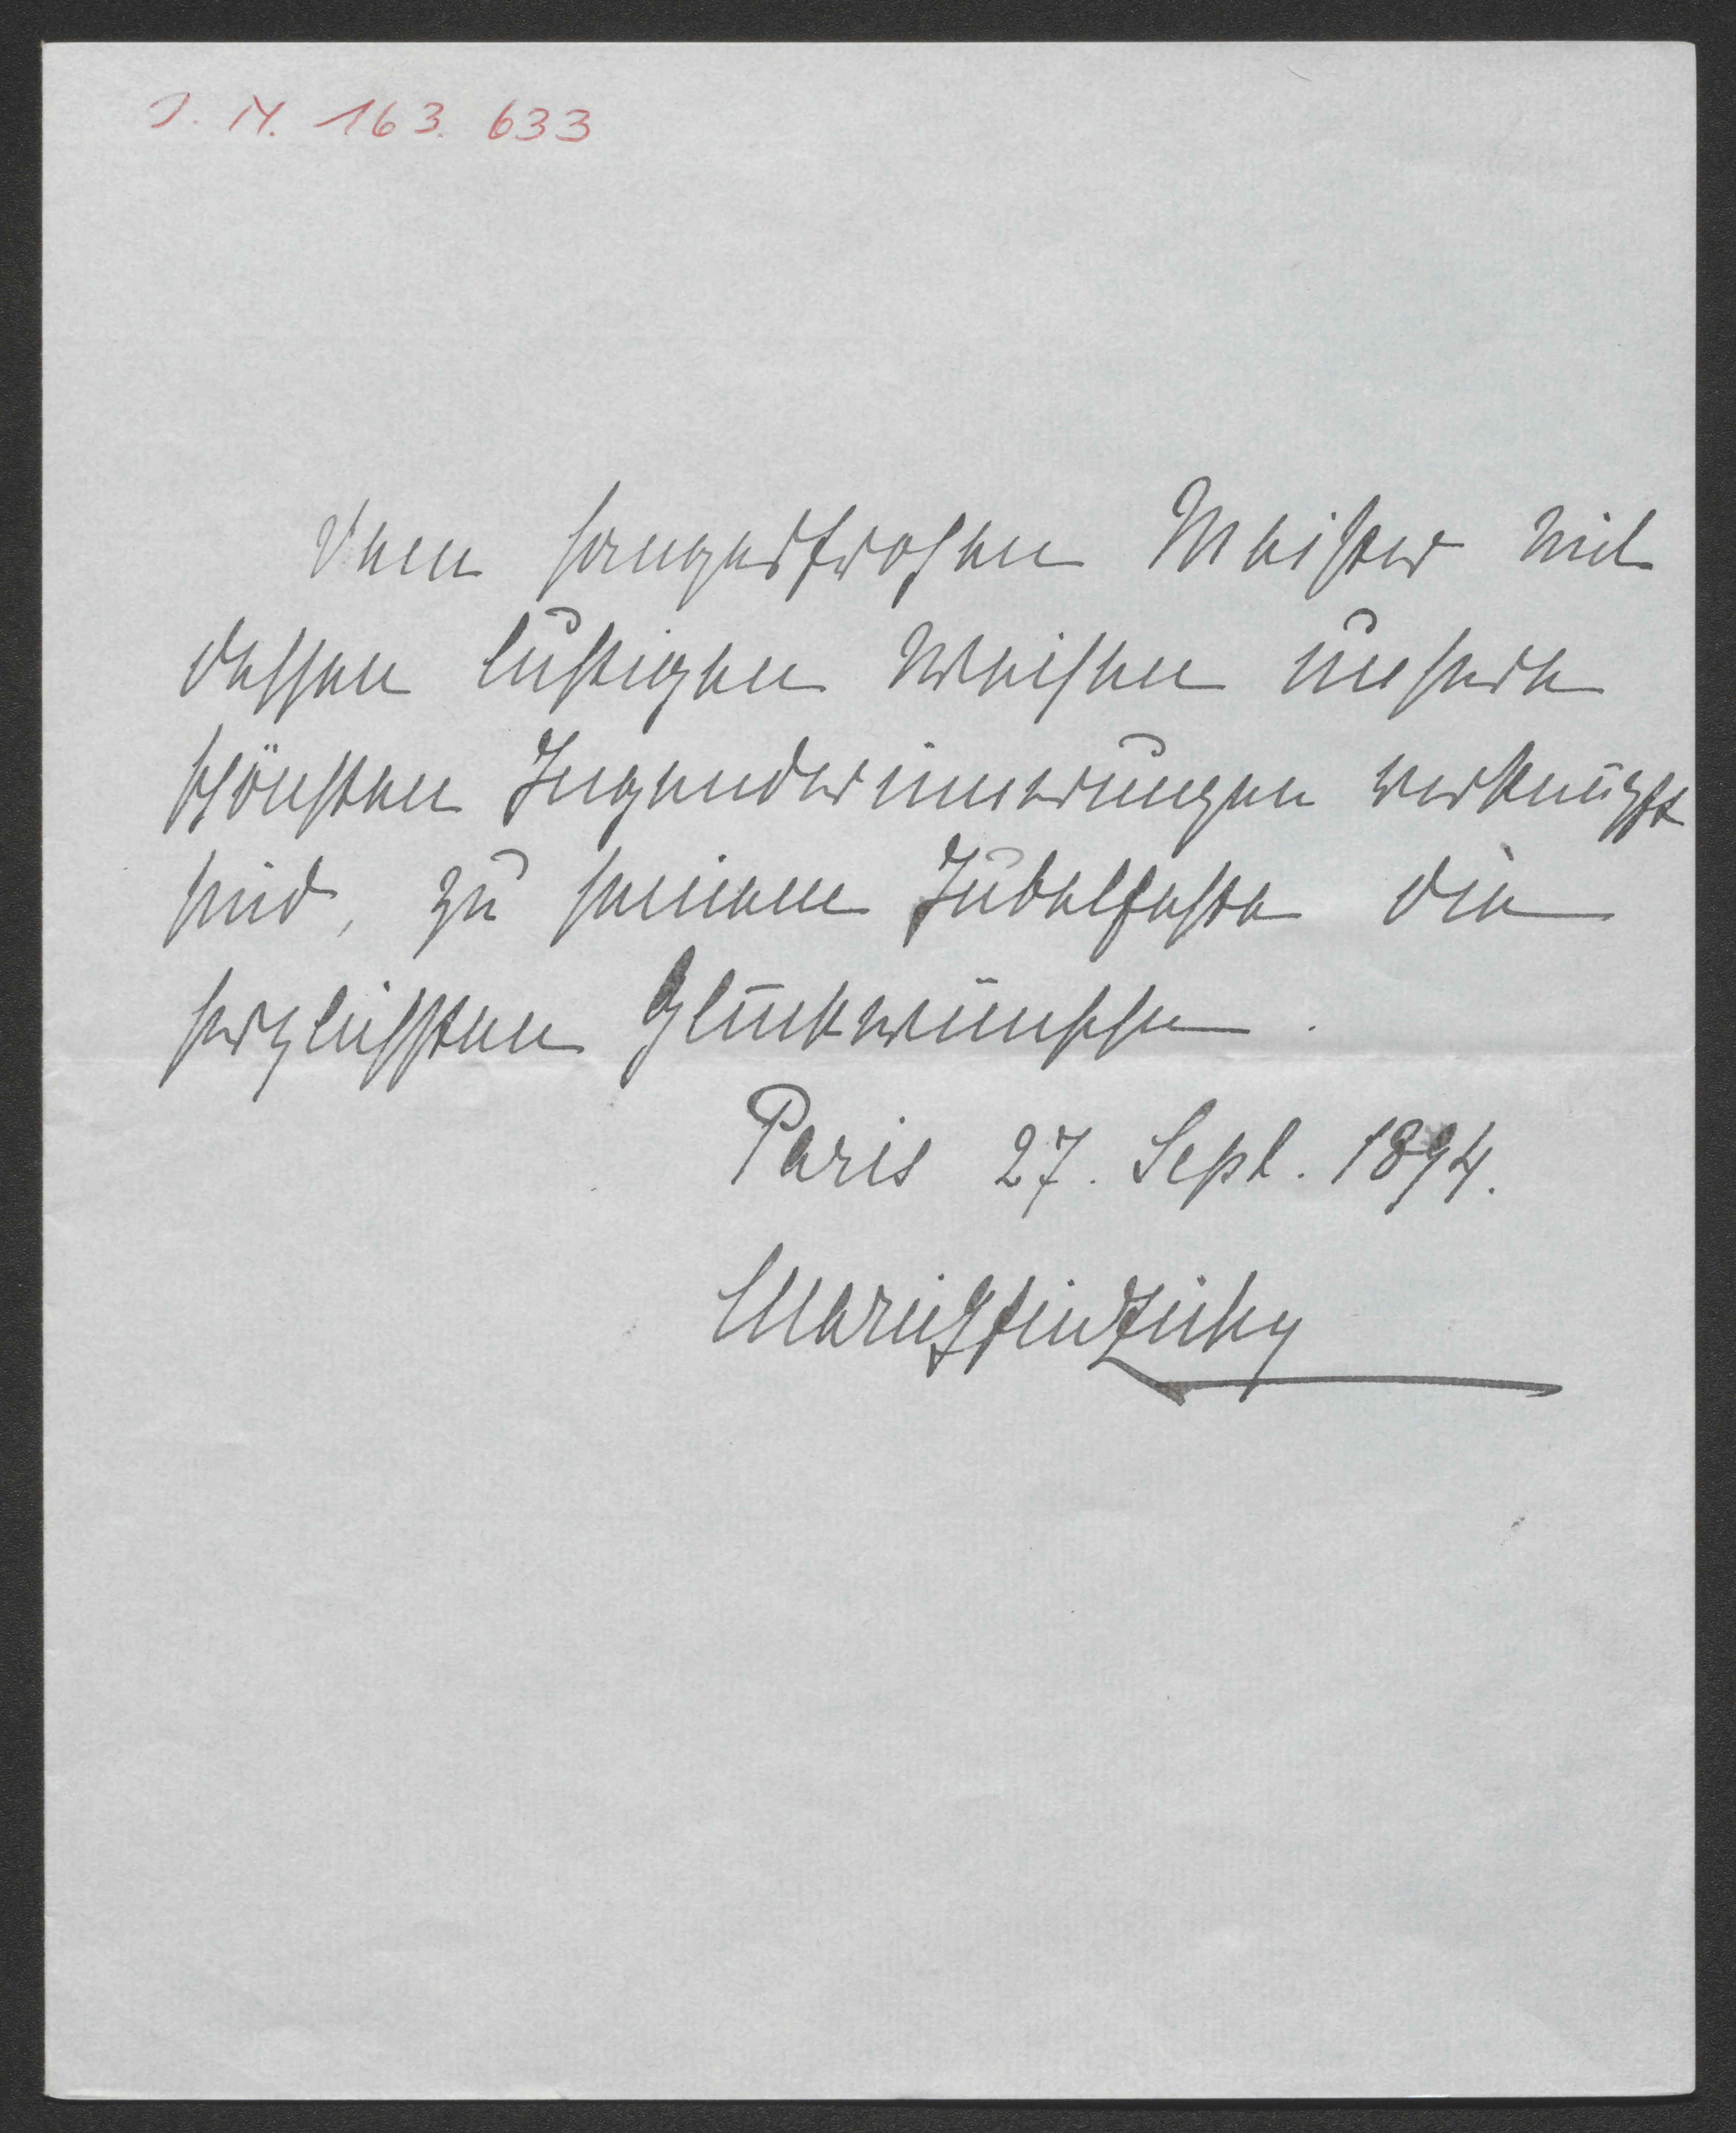 J. N. 163. 633
Dem sangesfrohen Meister mit
dessen lustigen Weisen unsere
schönsten Jugenderinnerungen verknüpft
sind, zu seinem Jubelfeste die
herzlichsten Glückwünsche.
Paris 27. Sept. 1894.